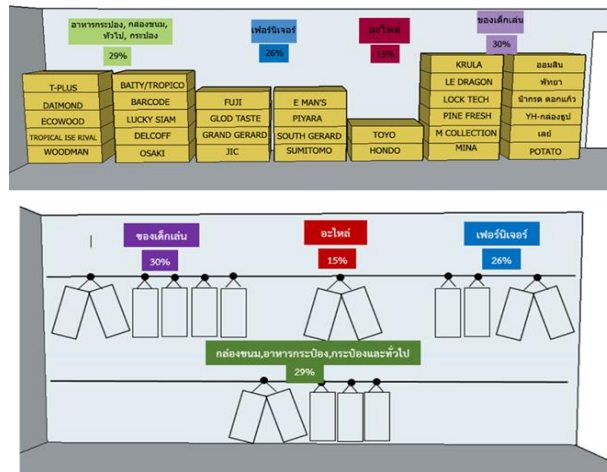 อาหารกระป๋อง, กล่องขนม,
ทั่วไป, กระป๋อง
29%
เฟอร์นิเจอร์
26%
อะไหล่
15%
ของเด็กเล่น
30%
T-PLUS
DAIMOND
ECOWOOD
TROPICAL ISE RIVAL
WOODMAN
BAITY/TROPICO
BARCODE
LUCKY SIAM
DELCOFF
OSAKI
FUJI
GLOD TASTE
GRAND GERARD
JIC
E MAN'S
PIYARA
SOUTH GERARD
SUMITOMO
TOYO
HONDO
KRULA
LE DRAGON
LOCK TECH
PINE FRESH
M COLLECTION
MINA
ออมสิน
พัทยา
ดอกแก้ว
YH-กล่องธูป
เลย์
POTATO
ของเด็กเล่น
30%
อะไหล่
15%
เฟอร์นิเจอร์
26%
กล่องขนม,อาหารกระป๋อง,กระป๋องและทั่วไป
29%